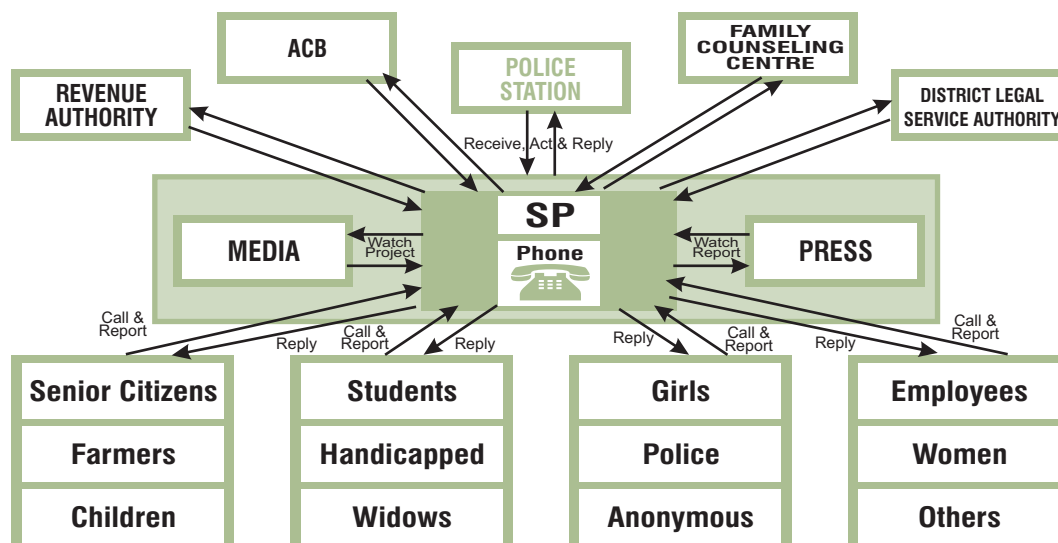 ACB
FAMILY
COUNSELING
CENTRE
POLICE
STATION
REVENUE
AUTHORITY
DISTRICT LEGAL
SERVICE AUTHORITY
Receive, Act & Reply
SP
Phone
MEDIA
Watch
Project
Watch
Report
PRESS
Call &
Report
Reply
Call &
Report
Reply
Reply
Call &
Report
Reply
Call &
Report
Senior Citizens
Students
Girls
Employees
Farmers
Handicapped
Police
Women
Children
Widows
Anonymous
Others